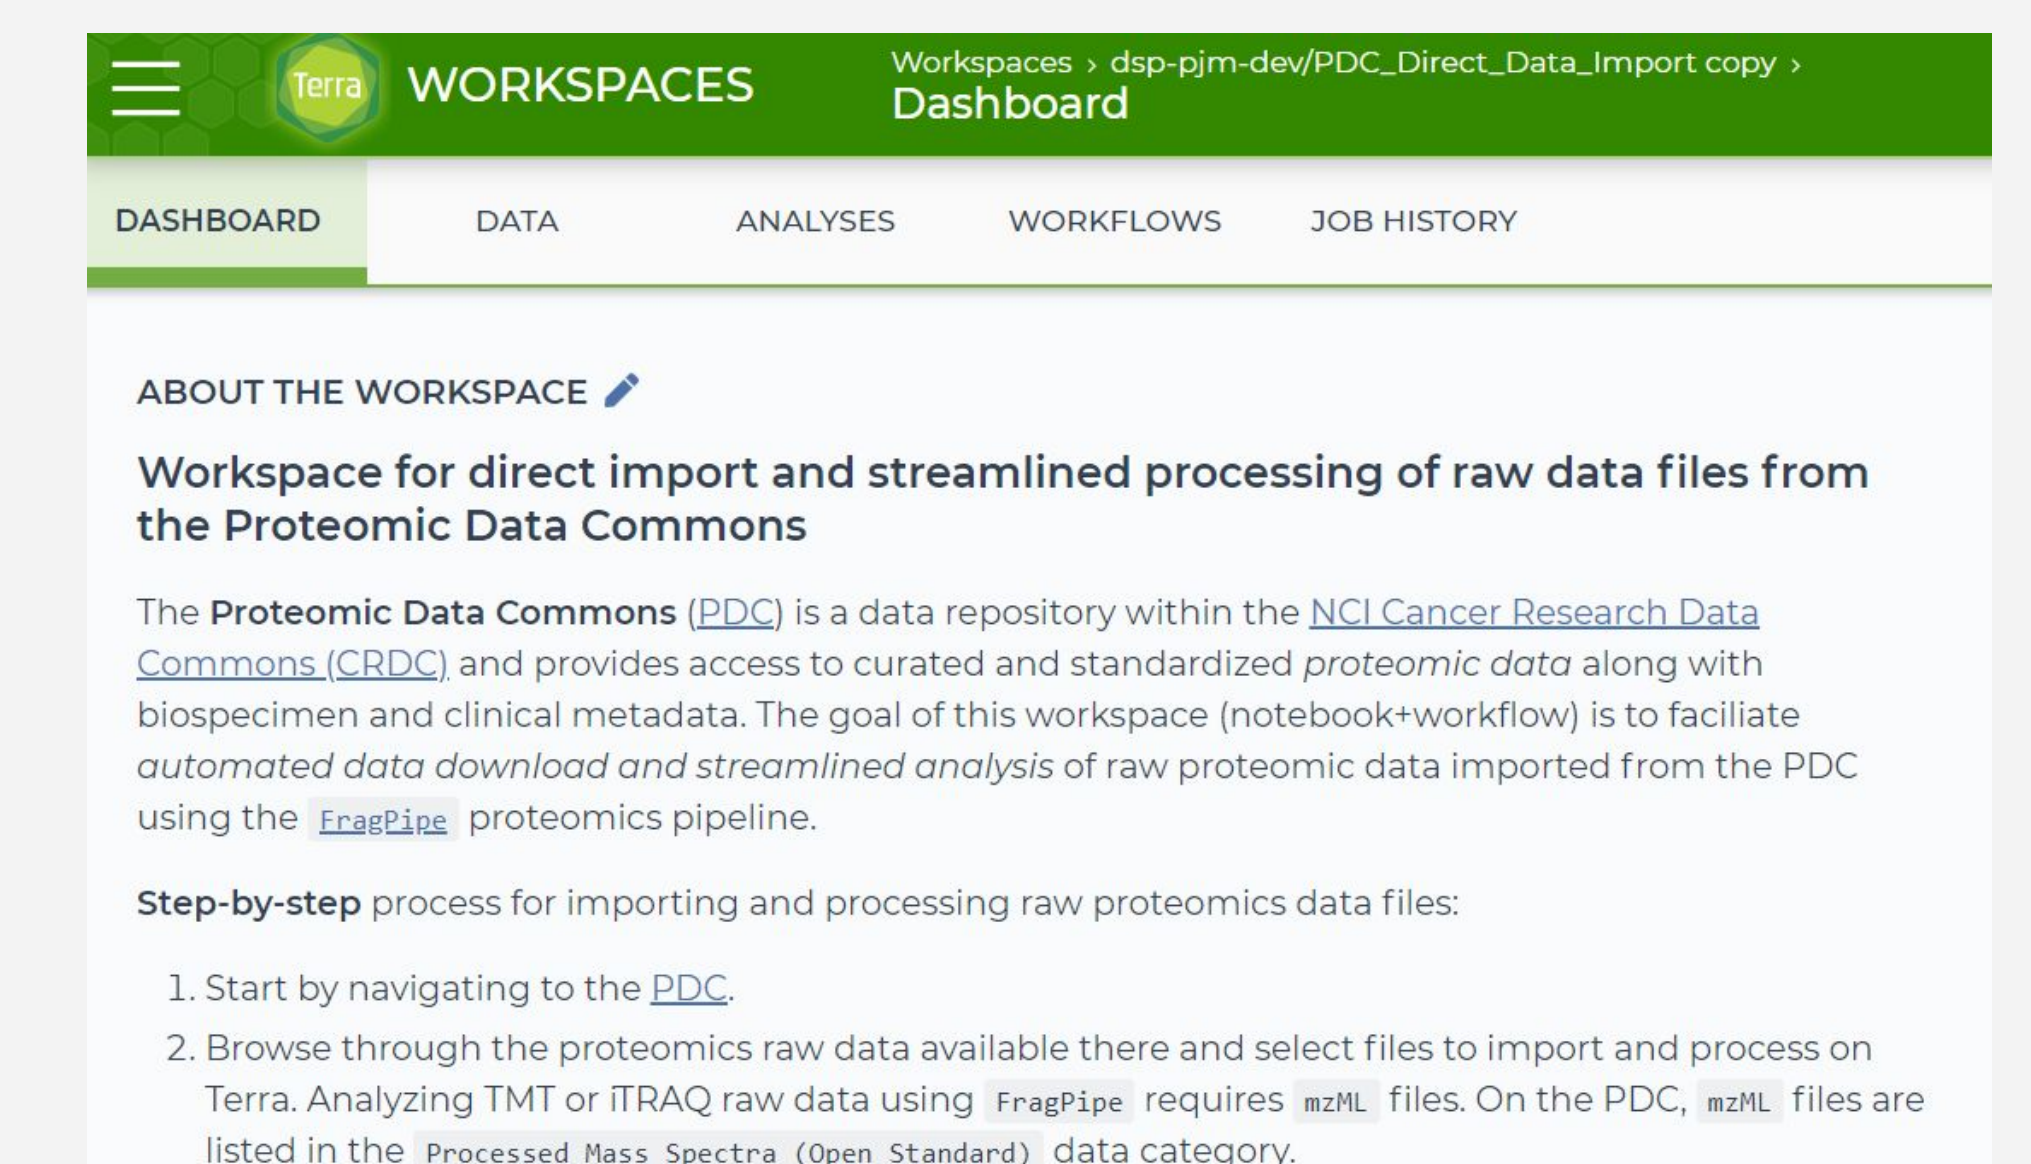 Terra
WORKSPACES
Workspaces › dsp-pjm-dev/PDC_Direct_Data_Import copy ›
Dashboard
DASHBOARD DATA ANALYSES WORKFLOWS JOB HISTORY
ABOUT THE WORKSPACE
Workspace for direct import and streamlined processing of raw data files from
the Proteomic Data Commons
The Proteomic Data Commons (PDC) is a data repository within the NCI Cancer Research Data
Commons (CRDC) and provides access to curated and standardized proteomic data along with
biospecimen and clinical metadata. The goal of this workspace (notebook+workflow) is to faciliate
automated data download and streamlined analysis of raw proteomic data imported from the PDC
using the FragPipe proteomics pipeline.
Step-by-step process for importing and processing raw proteomics data files:
1. Start by navigating to the PDC.
2. Browse through the proteomics raw data available there and select files to import and process on
Terra. Analyzing TMT or iTRAQ raw data using FragPipe requires mzML files. On the PDC, mzML files are
listed in the Processed Mass Spectra (Open Standard) data category.